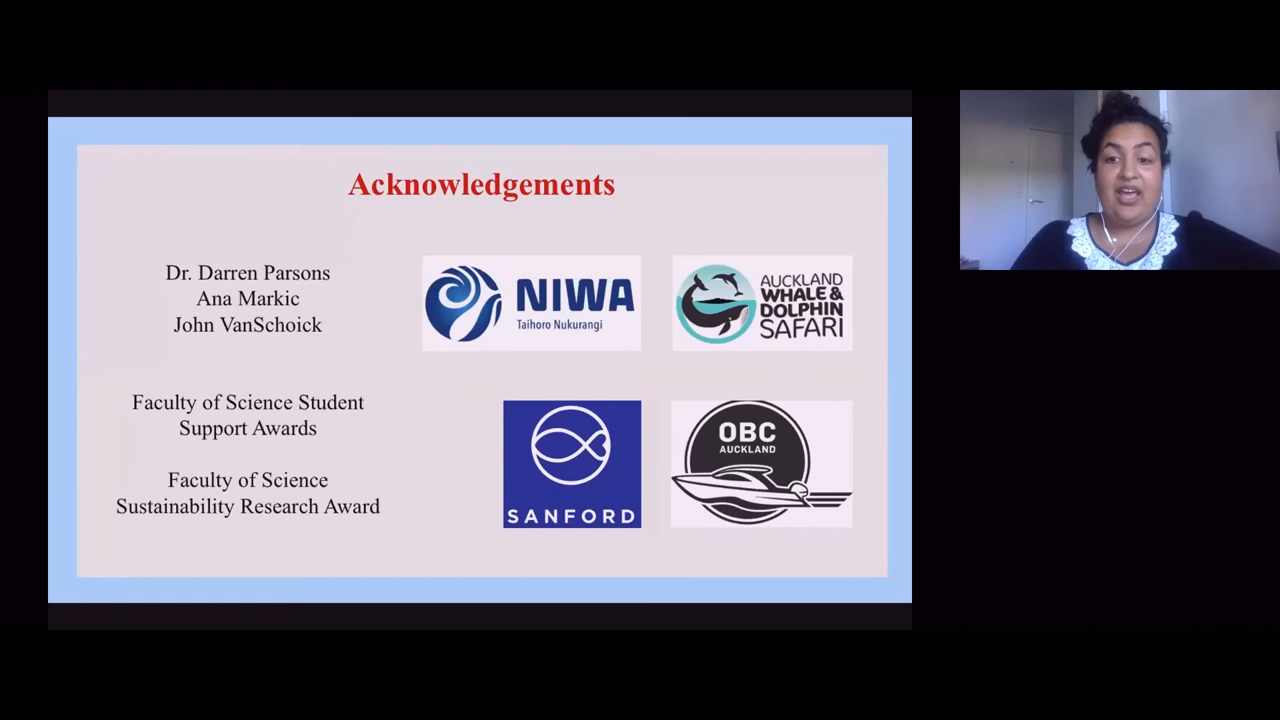 Acknowledgements
Dr. Darren Parsons
Ana Markic
John VanSchoick
NIWA
Taihoro Nukurangi
AUCKLAND
WHALE &
DOLPHIN
SAFARI
Faculty of Science Student
Support Awards
Faculty of Science
Sustainability Research Award
SANFORD
OBC
AUCKLAND